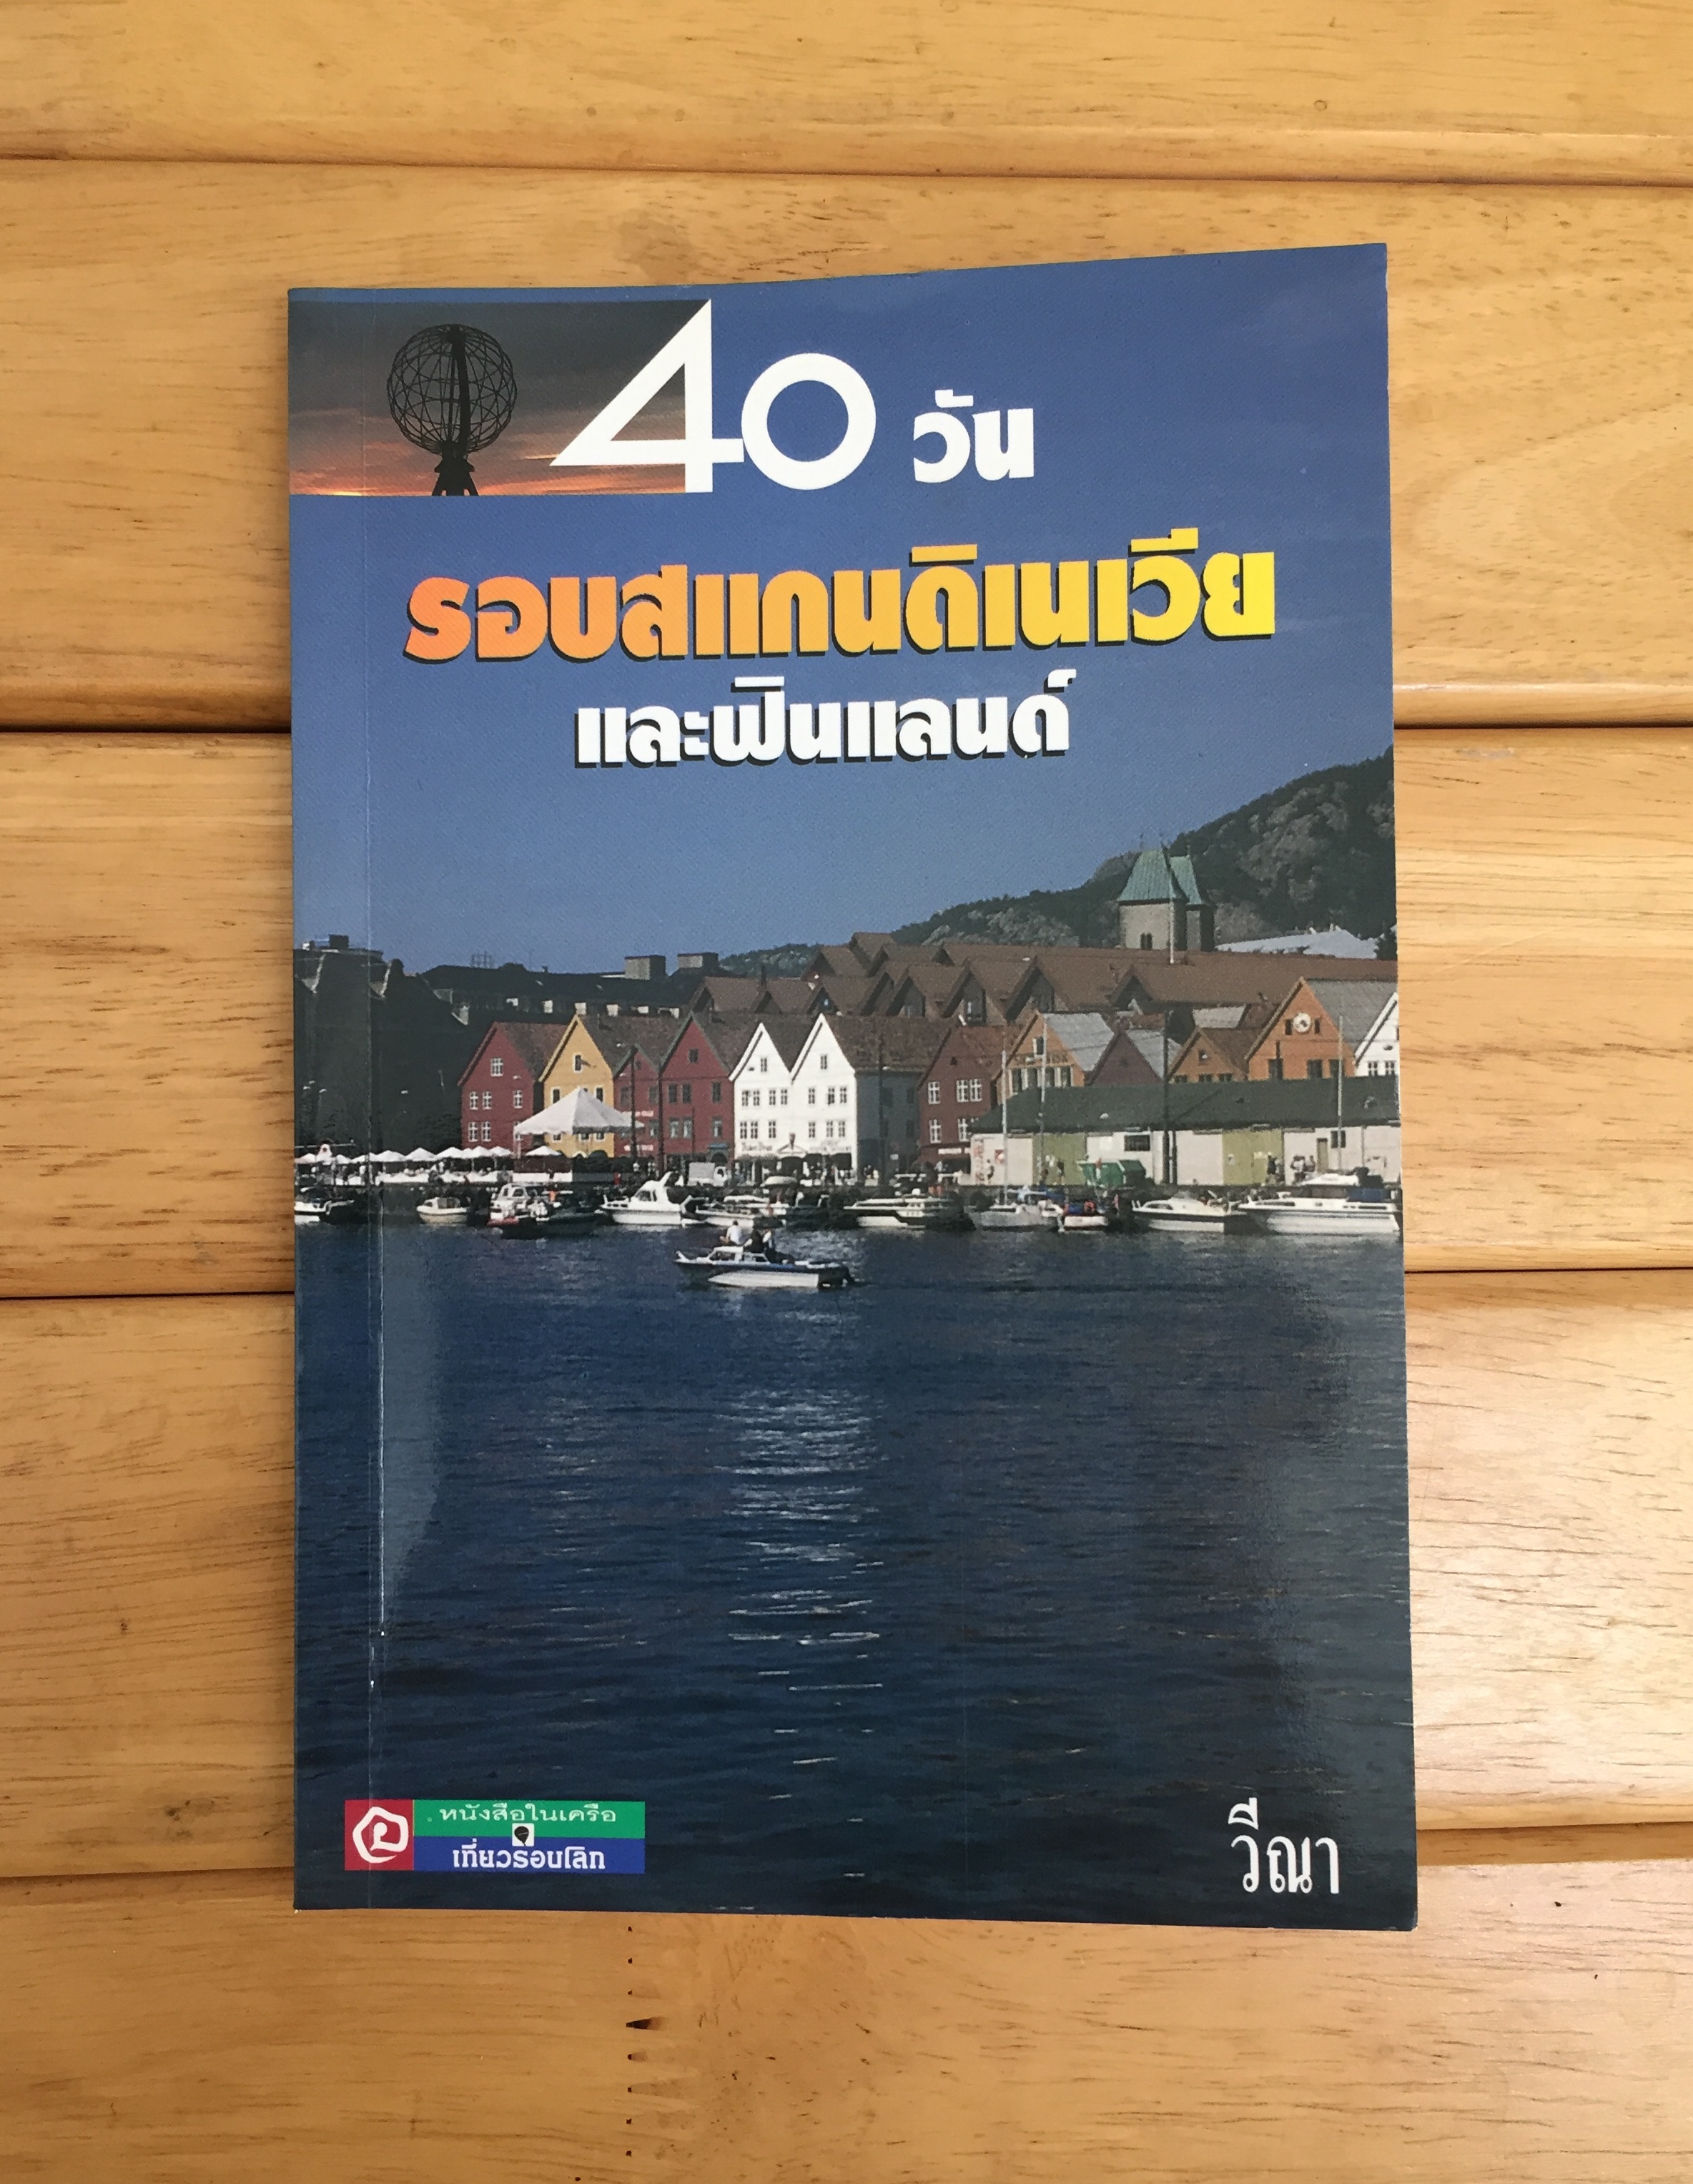 40 วัน
รอบสแกนดิเนเวีย
และฟินแลนด์
หนังสือในเครือ
เที่ยวรอบโลก
วีณา